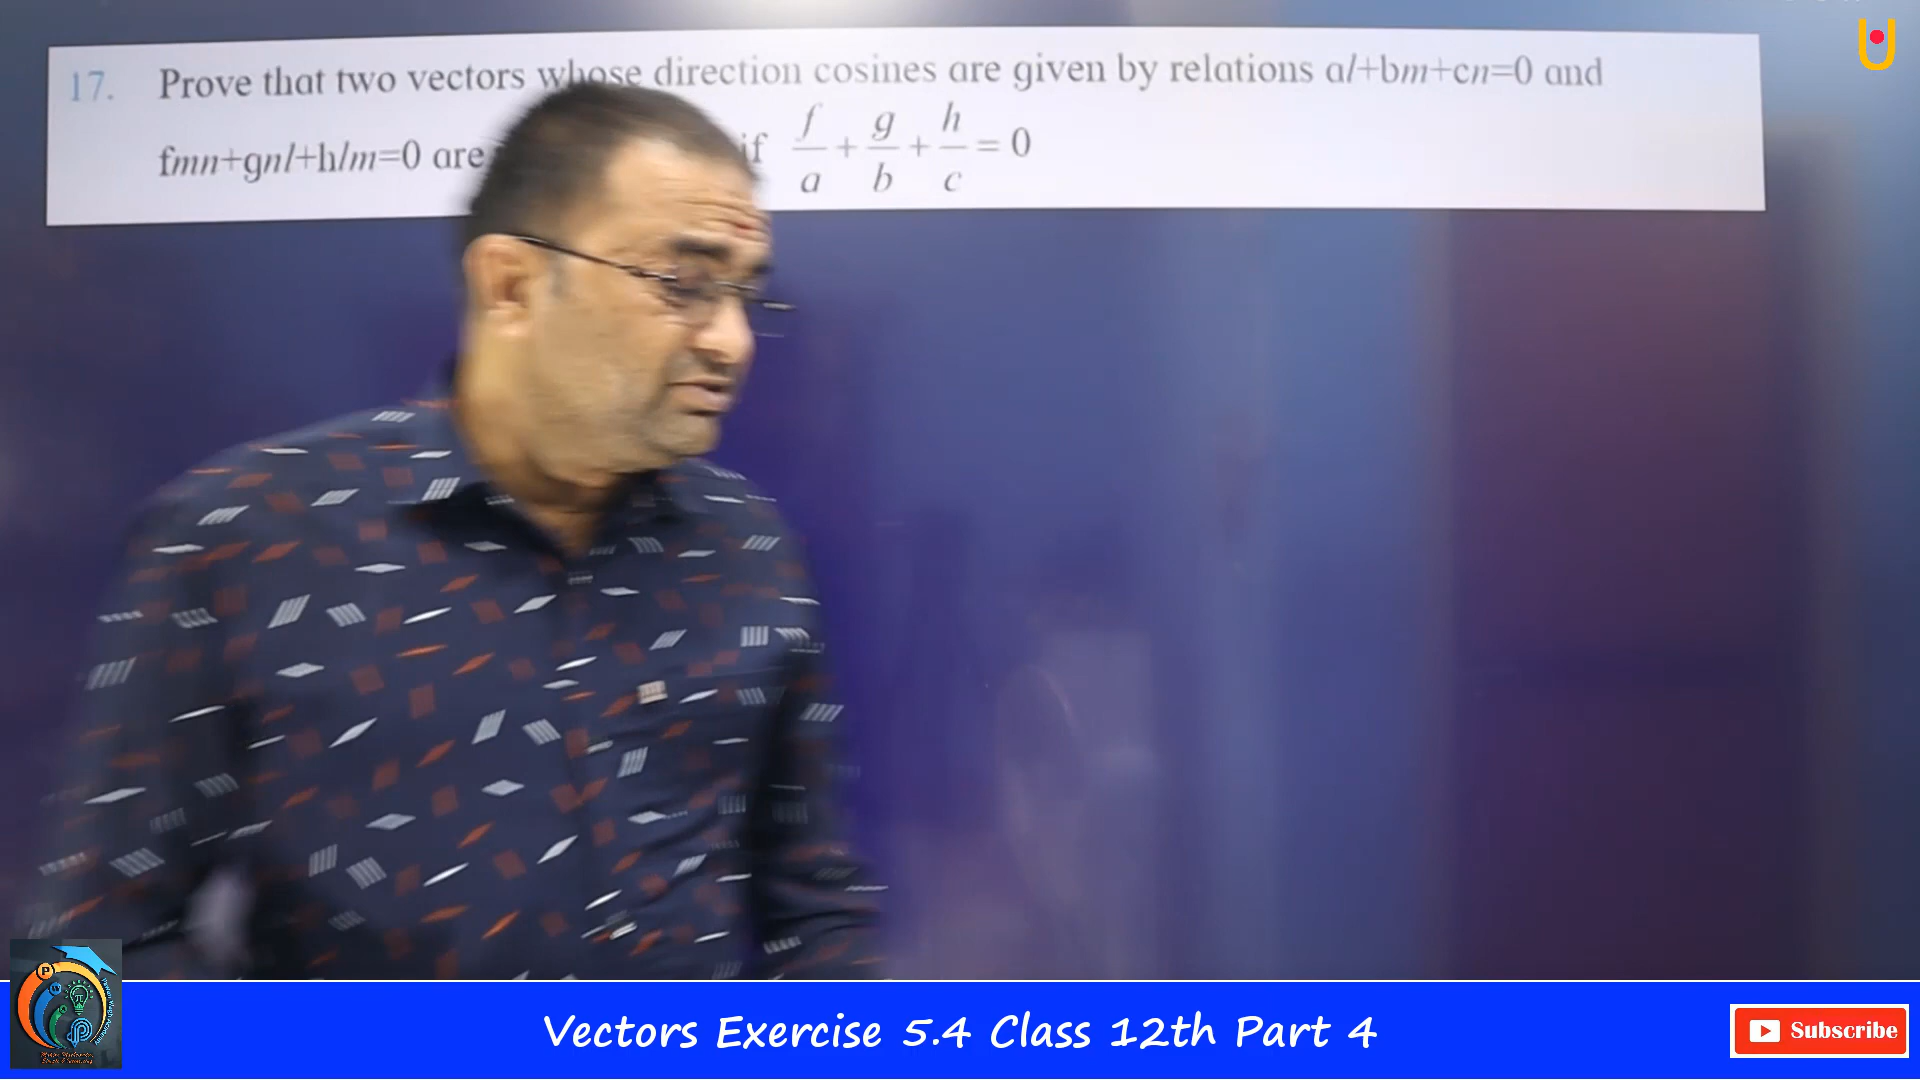 17. Prove that two vectors whose direction cosines are given by relations al+bm+cn=0 and
fmn+gnl+hlm=0 are if f/a + g/b + h/c = 0
Vectors Exercise 5.4 Class 12th Part 4
Subscribe